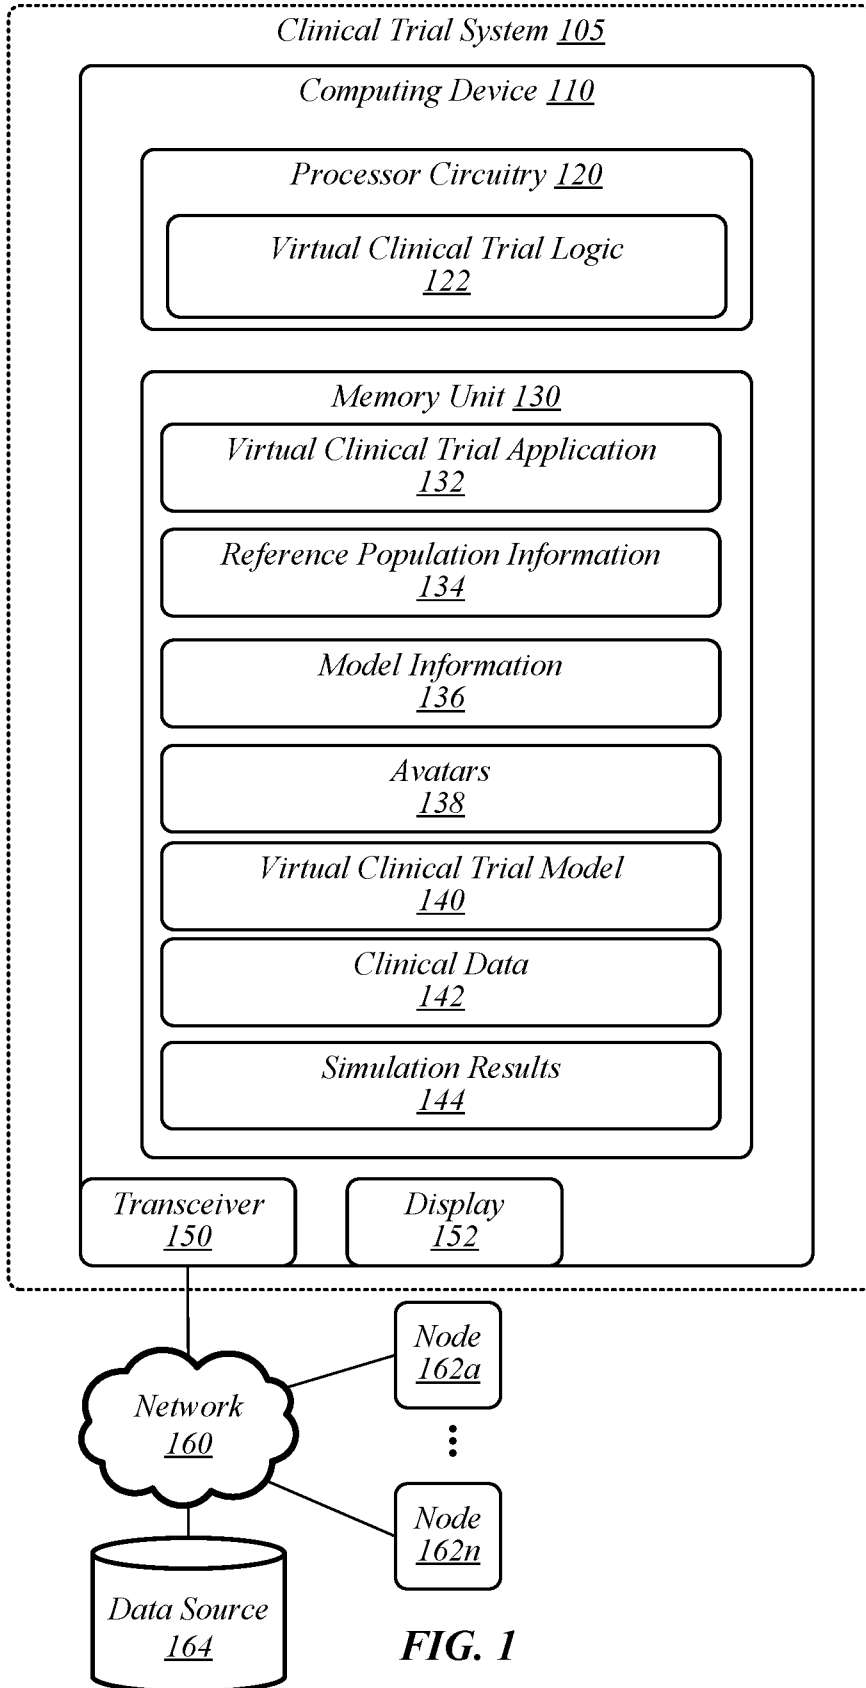 Clinical Trial System 105
Computing Device 110
Processor Circuitry 120
Virtual Clinical Trial Logic
122
Memory Unit 130
Virtual Clinical Trial Application
132
Reference Population Information
134
Model Information
136
Avatars
138
Virtual Clinical Trial Model
140
Clinical Data
142
Simulation Results
144
Transceiver
150
Display
152
Node
162a
Network
160
Node
162n
Data Source
164
FIG. 1